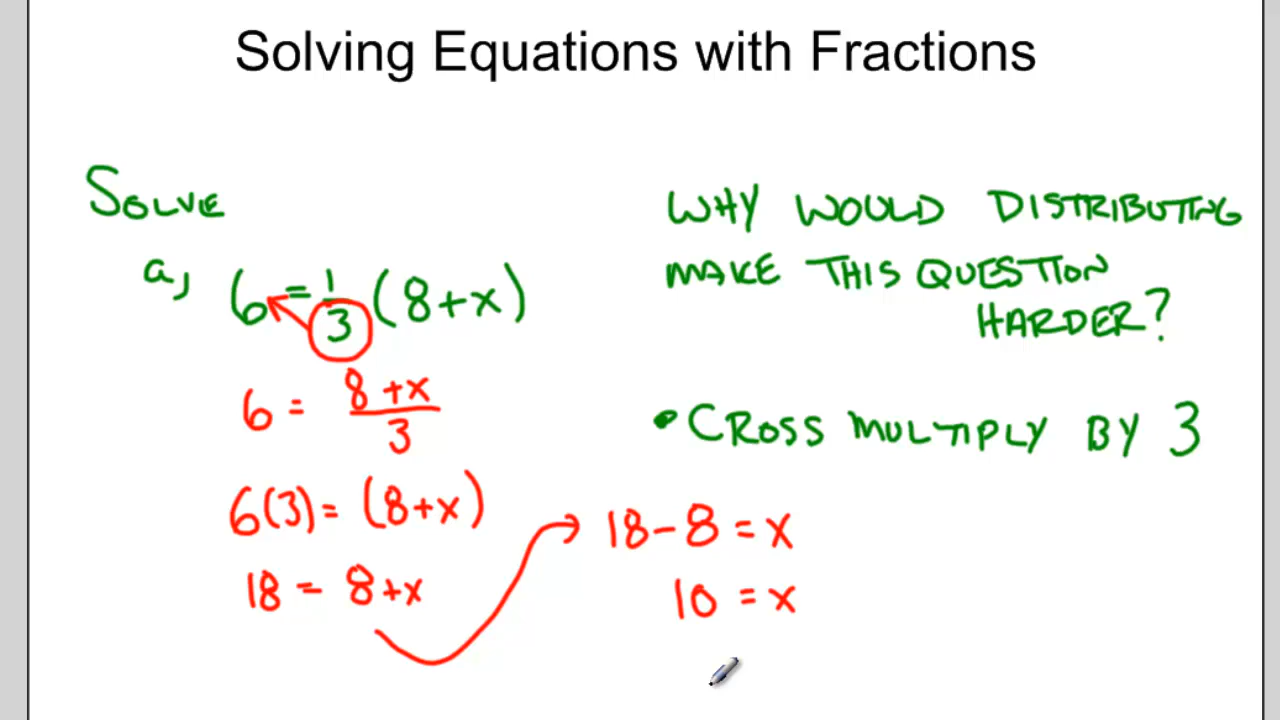 Solving Equations with Fractions
SOLVE
a) 6 = 1/3 (8+x)
6 = 8+x/3
6(3) = (8+x)
18 = 8+x
WHY WOULD DISTRIBUTING
MAKE THIS QUESTION
HARDER?
• CROSS MULTIPLY BY 3
18-8 = x
10 = x